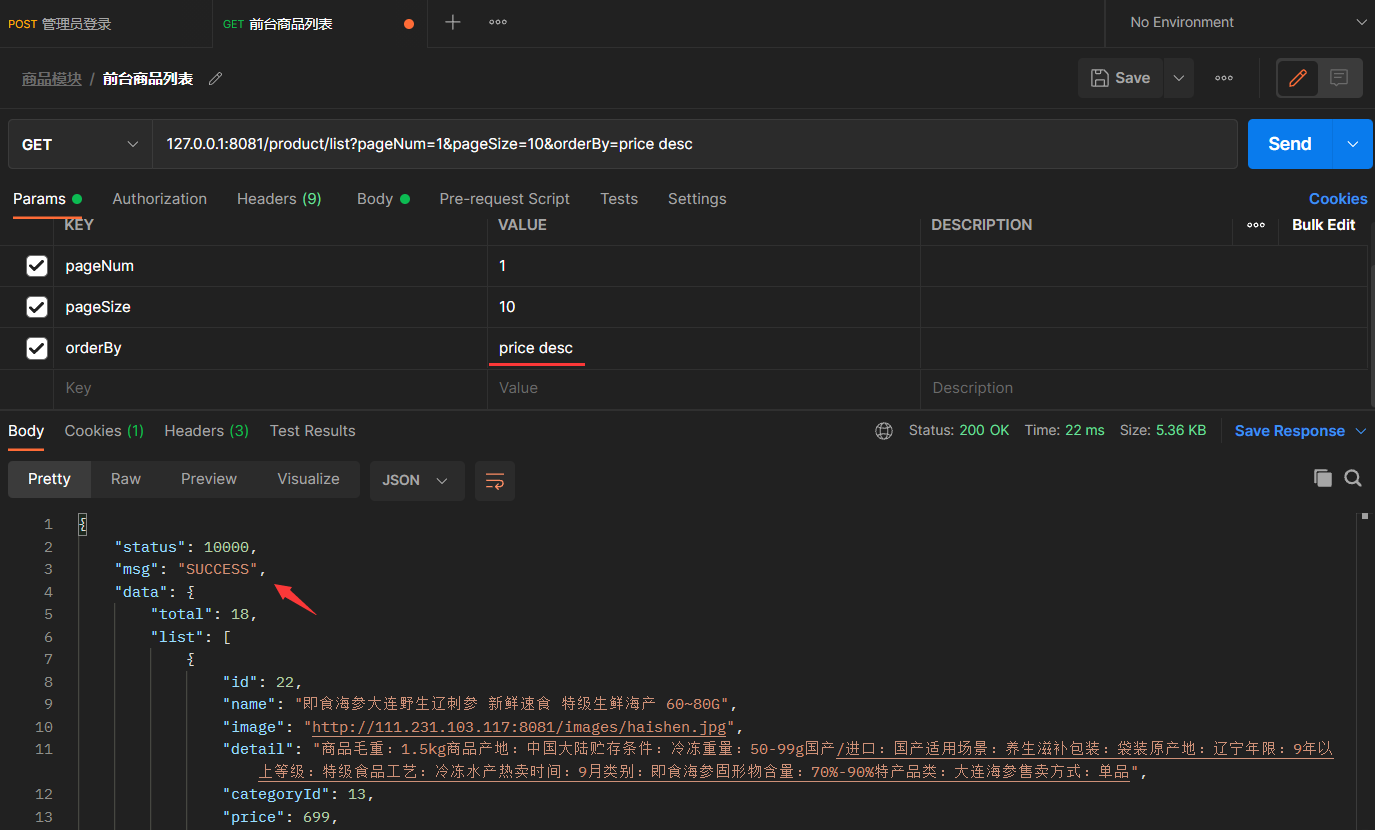 POST 管理员登录 GET 前台商品列表 No Environment
商品模块 / 前台商品列表 Save
GET 127.0.0.1:8081/product/list?pageNum=1&pageSize=10&orderBy=price desc Send
Params Authorization Headers (9) Body Pre-request Script Tests Settings Cookies
KEY VALUE DESCRIPTION Bulk Edit
pageNum 1
pageSize 10
orderBy price desc
Key Value Description
Body Cookies (1) Headers (3) Test Results Status: 200 OK Time: 22 ms Size: 5.36 KB Save Response
Pretty Raw Preview Visualize JSON
1 {
2 "status": 10000,
3 "msg": "SUCCESS",
4 "data": {
5 "total": 18,
6 "list": [
7 {
8 "id": 22,
9 "name": "即食海参大连野生辽刺参 新鲜速食 特级生鲜海产 60~80G",
10 "image": "http://111.231.103.117:8081/images/haishen.jpg",
11 "detail": "商品毛重：1.5kg商品产地：中国大陆贮存条件：冷冻重量：50-99g国产/进口：国产适用场景：养生滋补包装：袋装原产地：辽宁年限：9年以
上等级：特级食品工艺：冷冻水产热卖时间：9月类别：即食海参固形物含量：70%-90%特产品类：大连海参售卖方式：单品",
12 "categoryId": 13,
13 "price": 699,